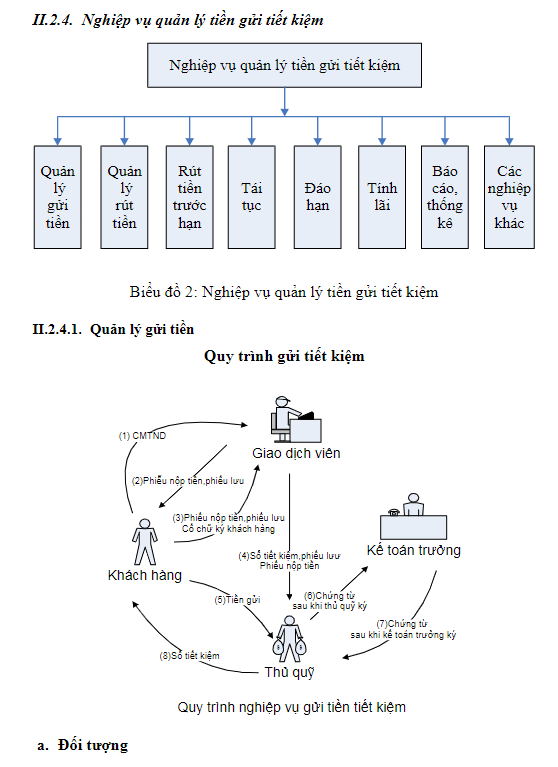 II.2.4. Nghiệp vụ quản lý tiền gửi tiết kiệm
Nghiệp vụ quản lý tiền gửi tiết kiệm
Quản
lý
gửi
tiền
Quản
lý
rút
tiền
Rút
tiền
trước
hạn
Tái
tục
Đáo
hạn
Tính
lãi
Báo
cáo,
thống
kê
Các
nghiệp
vụ
khác
Biểu đồ 2: Nghiệp vụ quản lý tiền gửi tiết kiệm
II.2.4.1. Quản lý gửi tiền
Quy trình gửi tiết kiệm
(1) CMTND
Giao dịch viên
(2)Phiếu nộp tiền,phiếu lưu
(3)Phiếu nộp tiền,phiếu lưu
Có chữ ký khách hàng
Khách hàng
(4)Sổ tiết kiệm,phiếu lưu
Phiếu nộp tiền
Kế toán trưởng
(5)Tiền gửi
(6)Chứng từ
sau khi thủ quỹ ký
(7)Chứng từ
sau khi kế toán trưởng ký
(8)Sổ tiết kiệm
Thủ quỹ
Quy trình nghiệp vụ gửi tiền tiết kiệm
a. Đối tượng